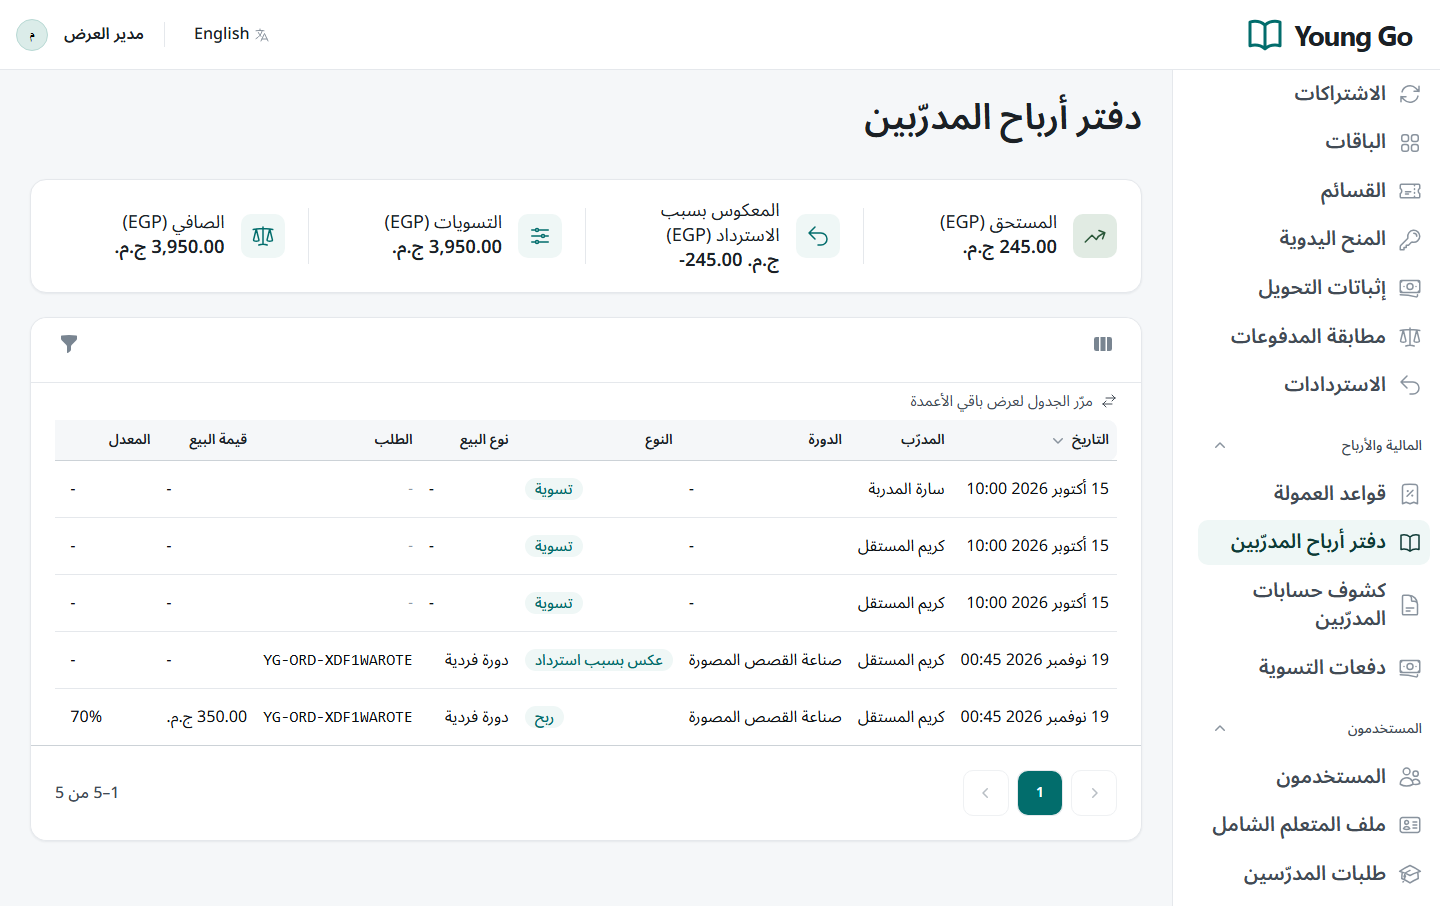 Young Go
English
مدير العرض
م
الاشتراكات
الباقات
القسائم
المنح اليدوية
إثباتات التحويل
مطابقة المدفوعات
الاستردادات
المالية والأرباح
قواعد العمولة
دفتر أرباح المدرّبين
كشوف حسابات
المدرّبين
دفعات التسوية
المستخدمون
المستخدمون
ملف المتعلم الشامل
طلبات المدرّسين
دفتر أرباح المدرّبين
المستحق (EGP)
245.00 ج.م.
المعكوس بسبب
الاسترداد (EGP)
-245.00 ج.م.
التسويات (EGP)
3,950.00 ج.م.
الصافي (EGP)
3,950.00 ج.م.
مرّر الجدول لعرض باقي الأعمدة
التاريخ المدرّب الدورة النوع نوع البيع الطلب قيمة البيع المعدل
15 أكتوبر 2026 10:00 سارة المدربة - تسوية - - - -
15 أكتوبر 2026 10:00 كريم المستقل - تسوية - - - -
15 أكتوبر 2026 10:00 كريم المستقل - تسوية - - - -
19 نوفمبر 2026 00:45 كريم المستقل صناعة القصص المصورة عكس بسبب استرداد دورة فردية YG-ORD-XDF1WAROTE - -
19 نوفمبر 2026 00:45 كريم المستقل صناعة القصص المصورة ربح دورة فردية YG-ORD-XDF1WAROTE 350.00 ج.م. 70%
1
1–5 من 5